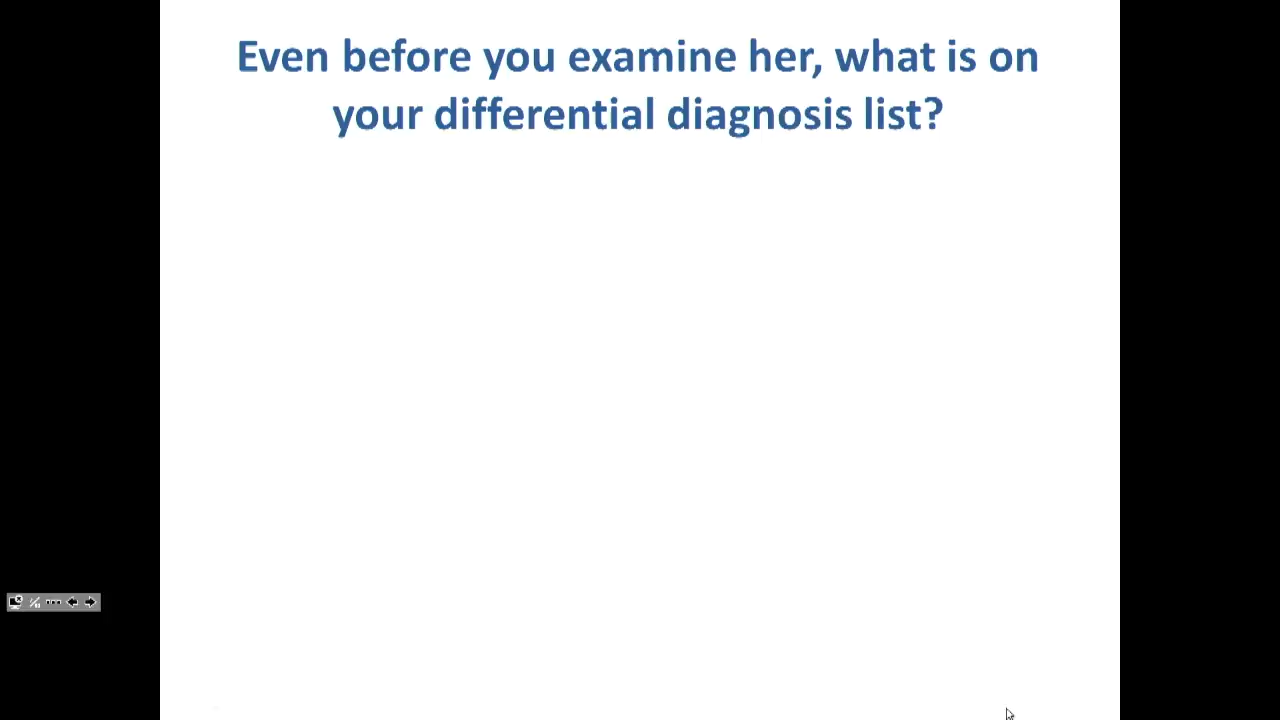 Even before you examine her, what is on
your differential diagnosis list?